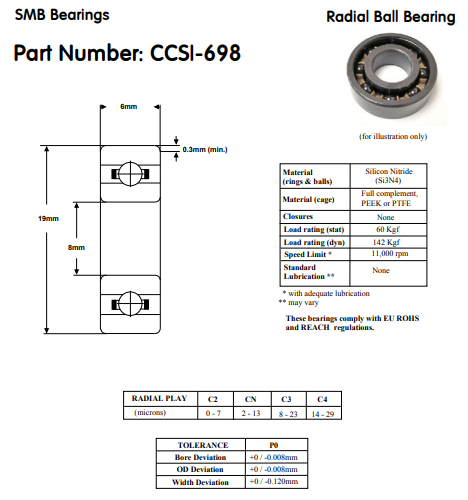 SMB Bearings
Radial Ball Bearing
Part Number: CCSI-698
(for illustration only)
6mm
0.3mm (min.)
19mm
8mm
Material (rings & balls) Silicon Nitride (Si3N4)
Material (cage) Full complement, PEEK or PTFE
Closures None
Load rating (stat) 60 Kgf
Load rating (dyn) 142 Kgf
Speed Limit * 11,000 rpm
Standard Lubrication ** None
* with adequate lubrication
** may vary
These bearings comply with EU ROHS
and REACH regulations.
RADIAL PLAY C2 CN C3 C4
(microns) 0 - 7 2 - 13 8 - 23 14 - 29
TOLERANCE P0
Bore Deviation +0 / -0.008mm
OD Deviation +0 / -0.008mm
Width Deviation +0 / -0.120mm